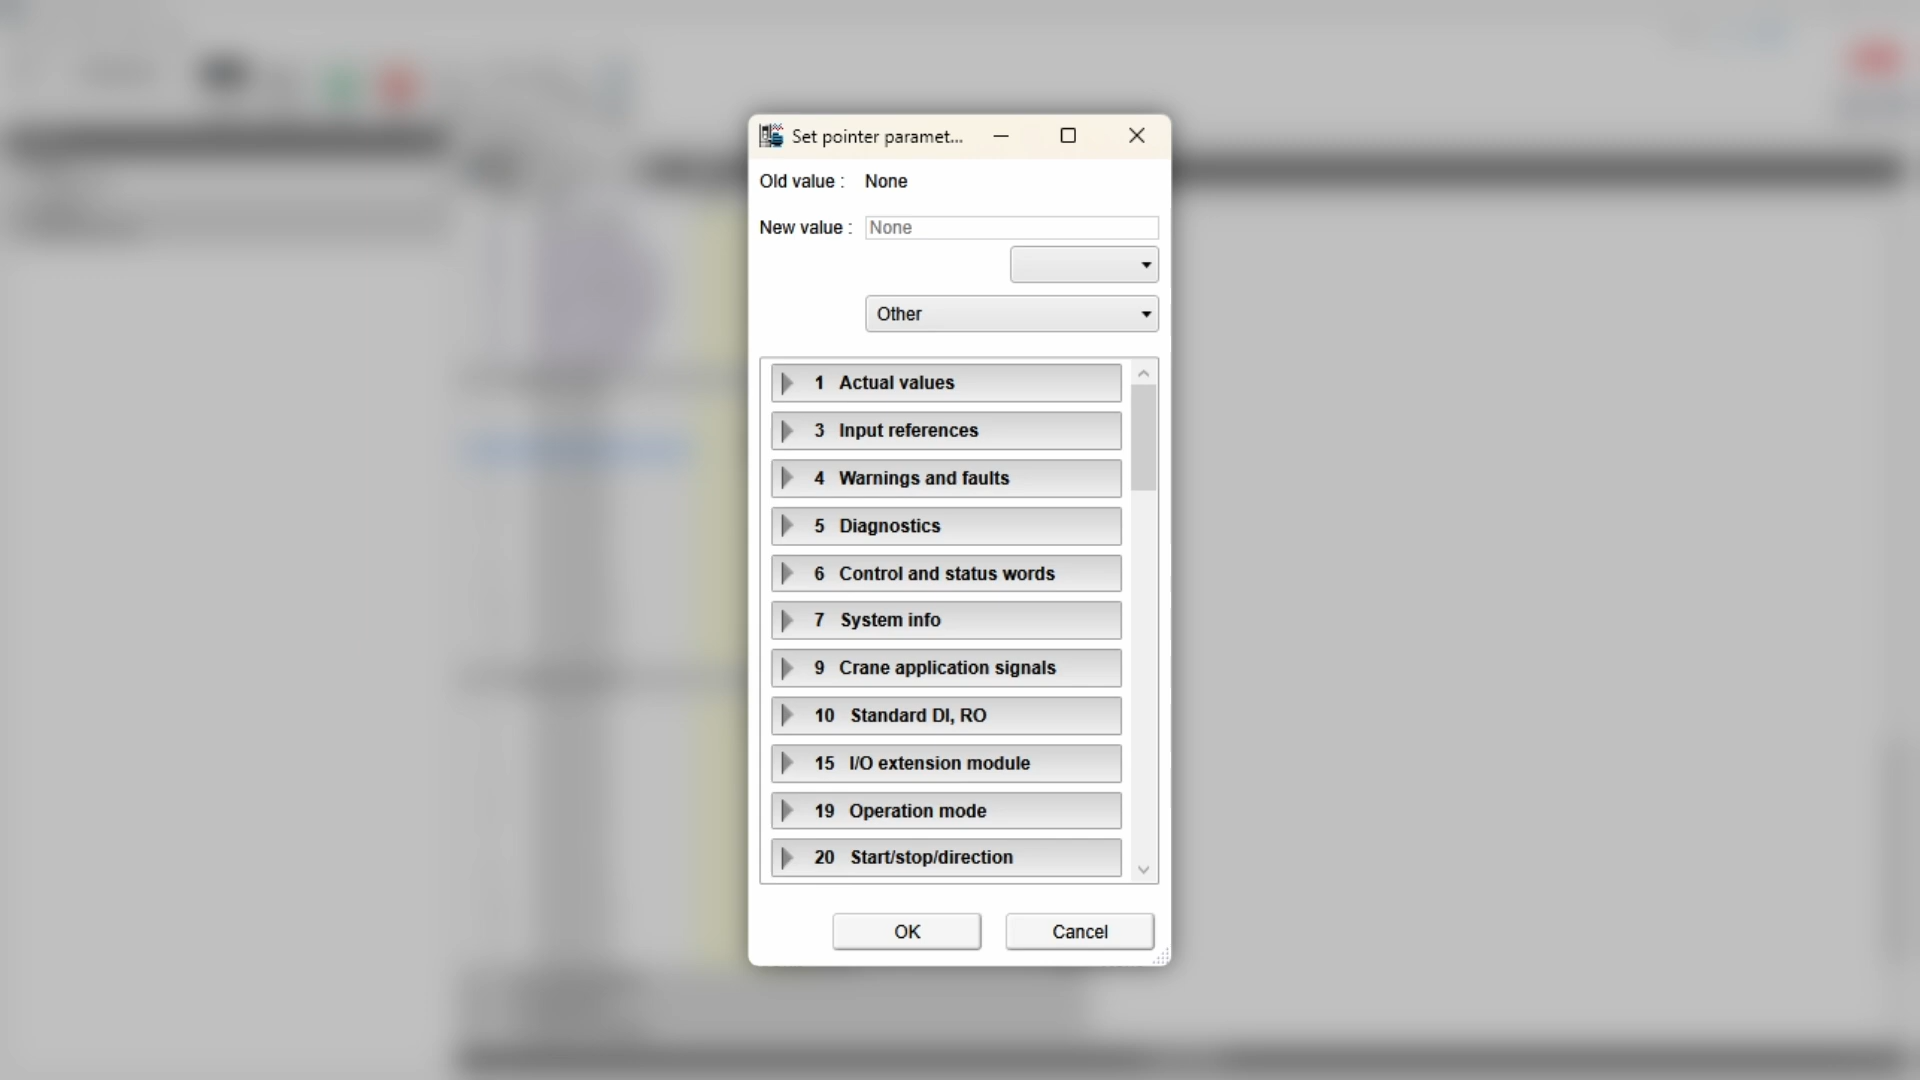 Set pointer paramet...
Old value : None
New value : None
Other
1 Actual values
3 Input references
4 Warnings and faults
5 Diagnostics
6 Control and status words
7 System info
9 Crane application signals
10 Standard DI, RO
15 I/O extension module
19 Operation mode
20 Start/stop/direction
OK Cancel